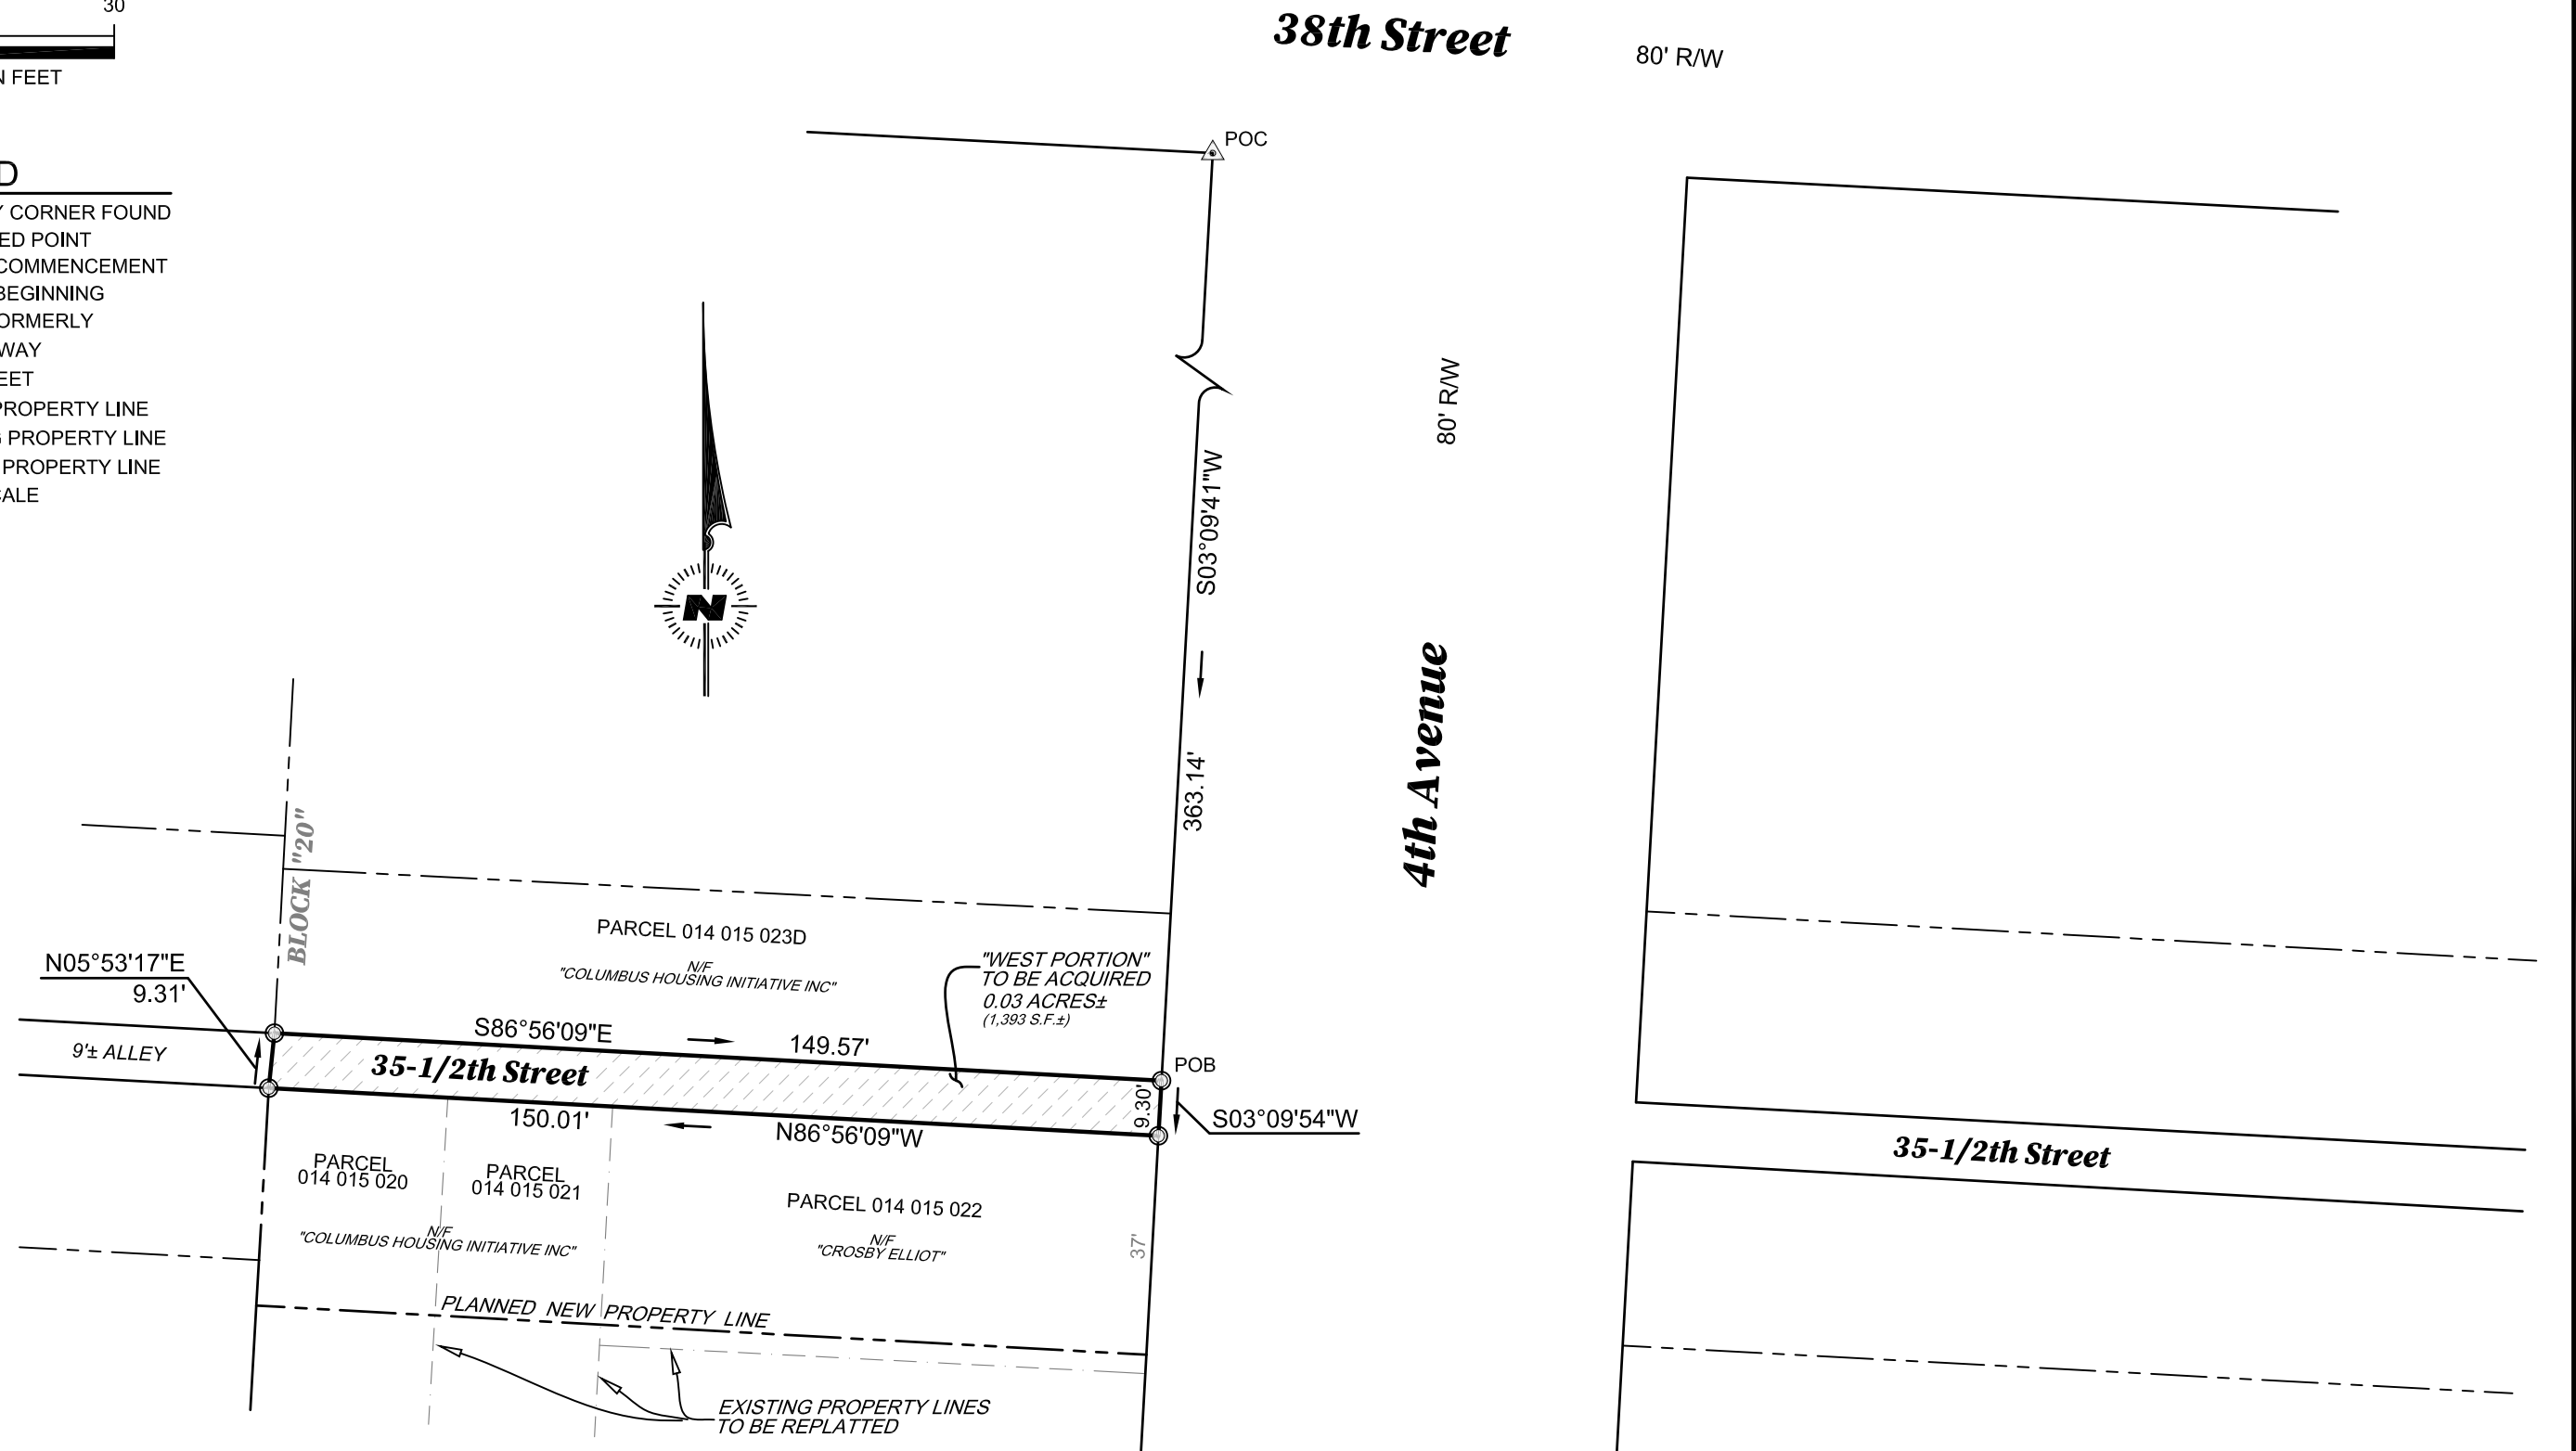 30
N FEET
38th Street
80' R/W
POC
D
Y CORNER FOUND
ED POINT
COMMENCEMENT
BEGINNING
ORMERLY
WAY
EET
PROPERTY LINE
G PROPERTY LINE
PROPERTY LINE
CALE
80' R/W
S03°09'41"W
N
4th Avenue
363.14'
BLOCK "20"
PARCEL 014 015 023D
N/F
"COLUMBUS HOUSING INITIATIVE INC"
"WEST PORTION"
TO BE ACQUIRED
0.03 ACRES±
(1,393 S.F.±)
N05°53'17"E
9.31'
S86°56'09"E
149.57'
9'± ALLEY
35-1/2th Street
POB
9.30'
S03°09'54"W
150.01'
N86°56'09"W
35-1/2th Street
PARCEL
014 015 020
PARCEL
014 015 021
PARCEL 014 015 022
N/F
"COLUMBUS HOUSING INITIATIVE INC"
N/F
"CROSBY ELLIOT"
37'
PLANNED NEW PROPERTY LINE
EXISTING PROPERTY LINES
TO BE REPLATTED